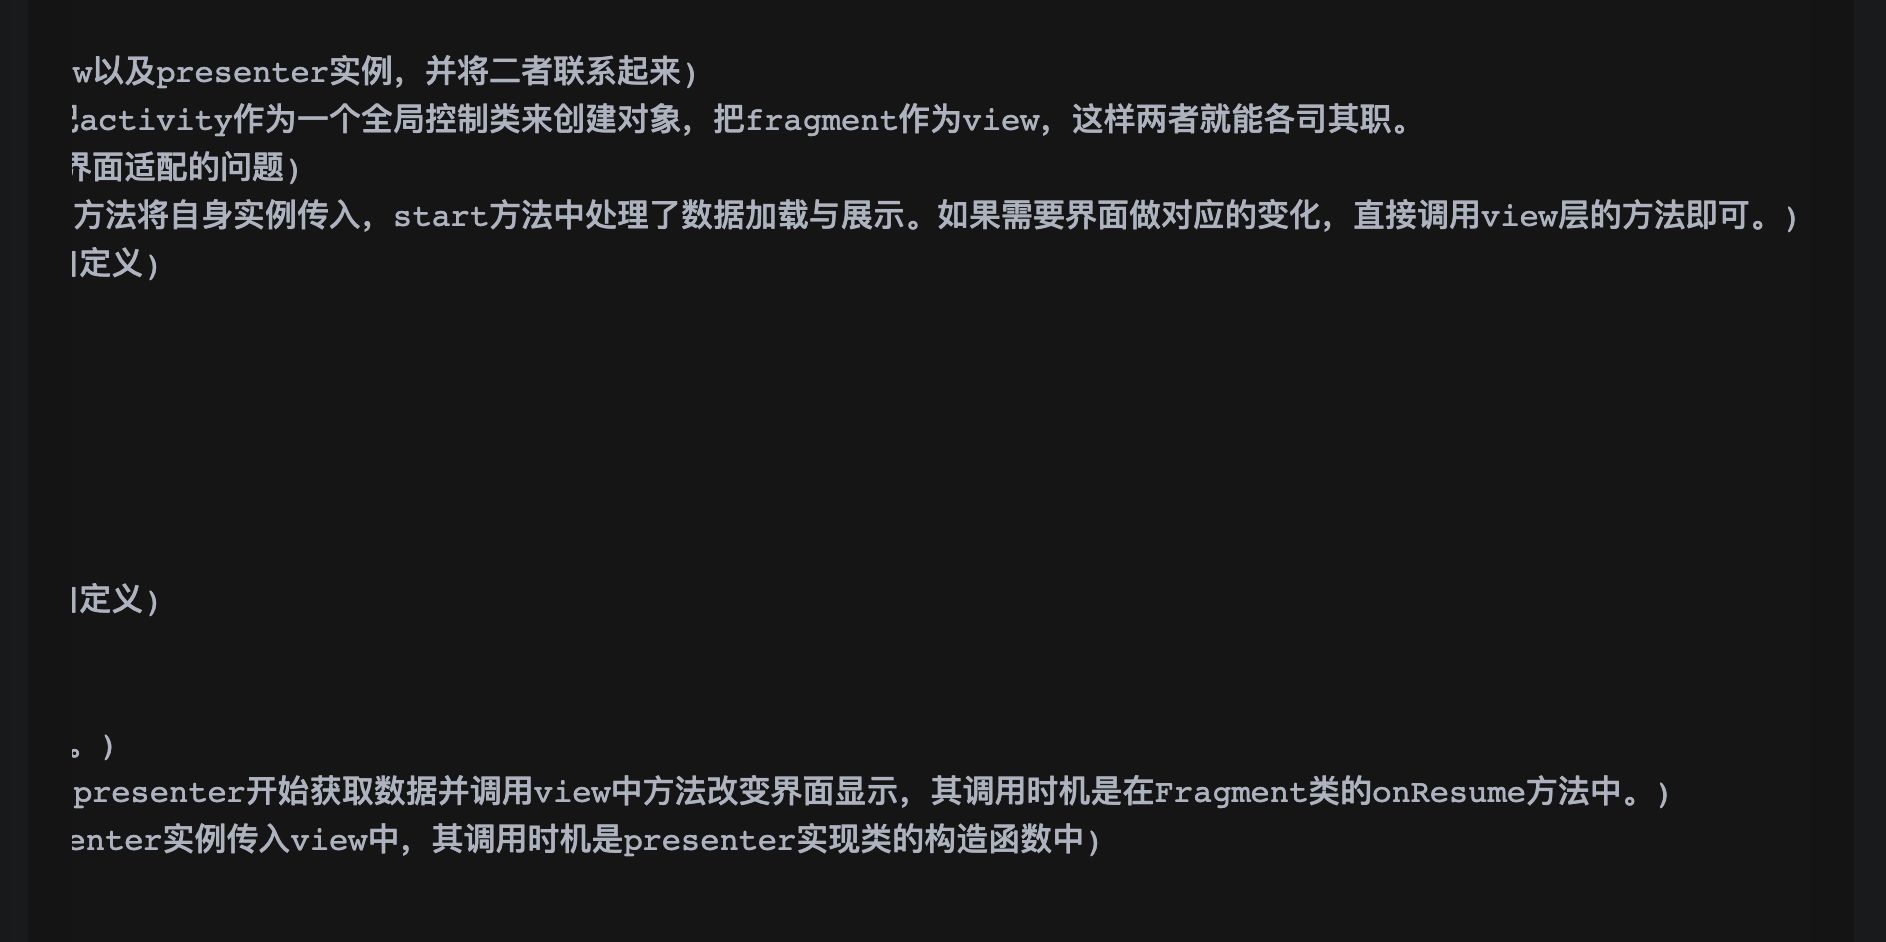 w以及presenter实例，并将二者联系起来)
activity作为一个全局控制类来创建对象，把fragment作为view，这样两者就能各司其职。
界面适配的问题)
方法将自身实例传入，start方法中处理了数据加载与展示。如果需要界面做对应的变化，直接调用view层的方法即可。)
定义)
定义)
。)
presenter开始获取数据并调用view中方法改变界面显示，其调用时机是在Fragment类的onResume方法中。)
enter实例传入view中，其调用时机是presenter实现类的构造函数中)